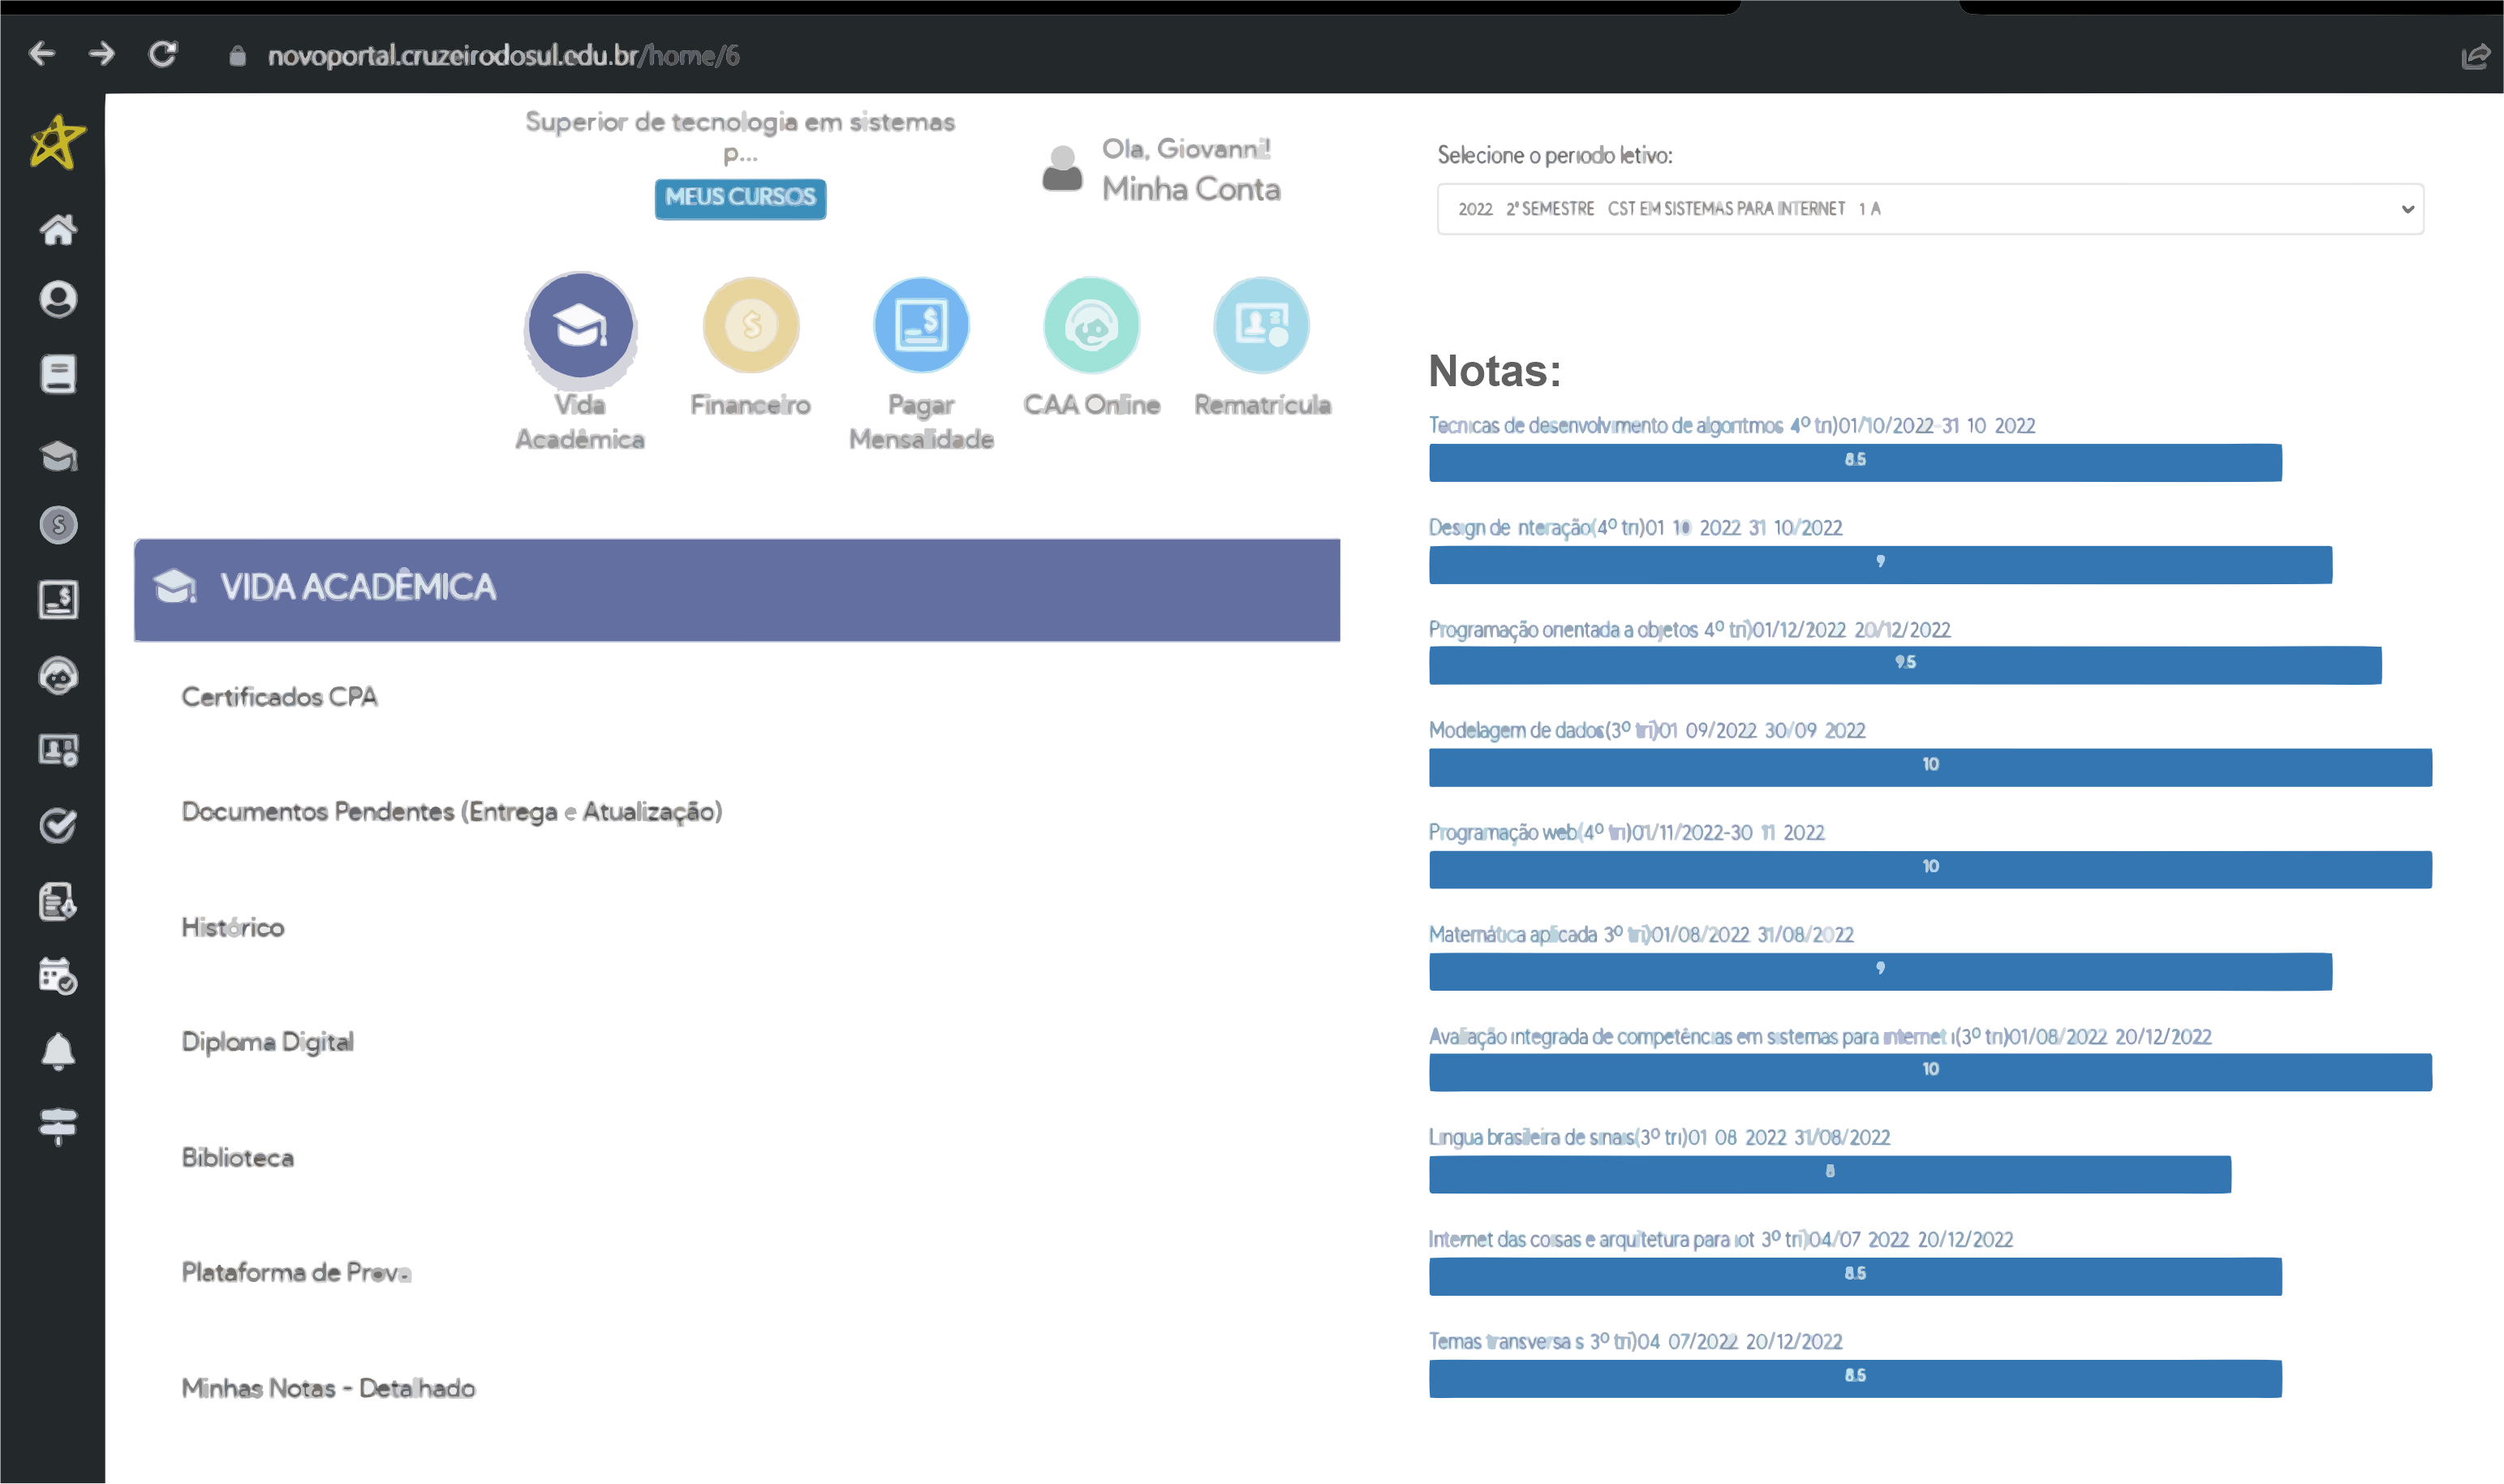 novoportal.cruzeirodosul.edu.br/home/6
Superior de tecnologia em sistemas
p...
MEUS CURSOS
Ola, Giovanni!
Minha Conta
Vida
Acadêmica
Financeiro
Pagar
Mensalidade
CAA Online
Rematrícula
VIDA ACADÊMICA
Certificados CPA
Documentos Pendentes (Entrega e Atualização)
Histórico
Diploma Digital
Biblioteca
Plataforma de Prova
Minhas Notas - Detalhado
Selecione o periodo letivo:
2022 2º SEMESTRE CST EM SISTEMAS PARA INTERNET 1 A
Notas:
Tecnicas de desenvolvimento de algoritmos 4º tri)01/10/2022-31 10 2022
8.5
Design de interação(4º tri)01 10 2022 31 10/2022
9
Programação orientada a objetos 4º tri)01/12/2022 20/12/2022
9.5
Modelagem de dados(3º tri)01 09/2022 30/09 2022
10
Programação web(4º tri)01/11/2022-30 11 2022
10
Matemática aplicada 3º tri)01/08/2022 31/08/2022
9
Avaliação integrada de competências em sistemas para internet i(3º tri)01/08/2022 20/12/2022
10
Lingua brasileira de sinais(3º tri)01 08 2022 31/08/2022
8
Internet das coisas e arquitetura para iot 3º tri)04/07 2022 20/12/2022
8.5
Temas transversais 3º tri)04 07/2022 20/12/2022
8.5